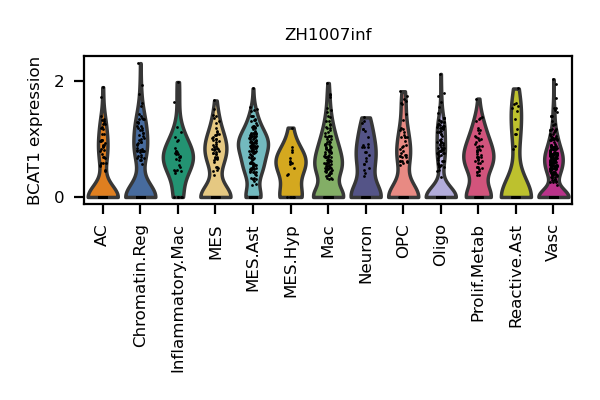 ZH1007inf
BCAT1 expression
2
0
AC
Chromatin.Reg
Inflammatory.Mac
MES
MES.Ast
MES.Hyp
Mac
Neuron
OPC
Oligo
Prolif.Metab
Reactive.Ast
Vasc